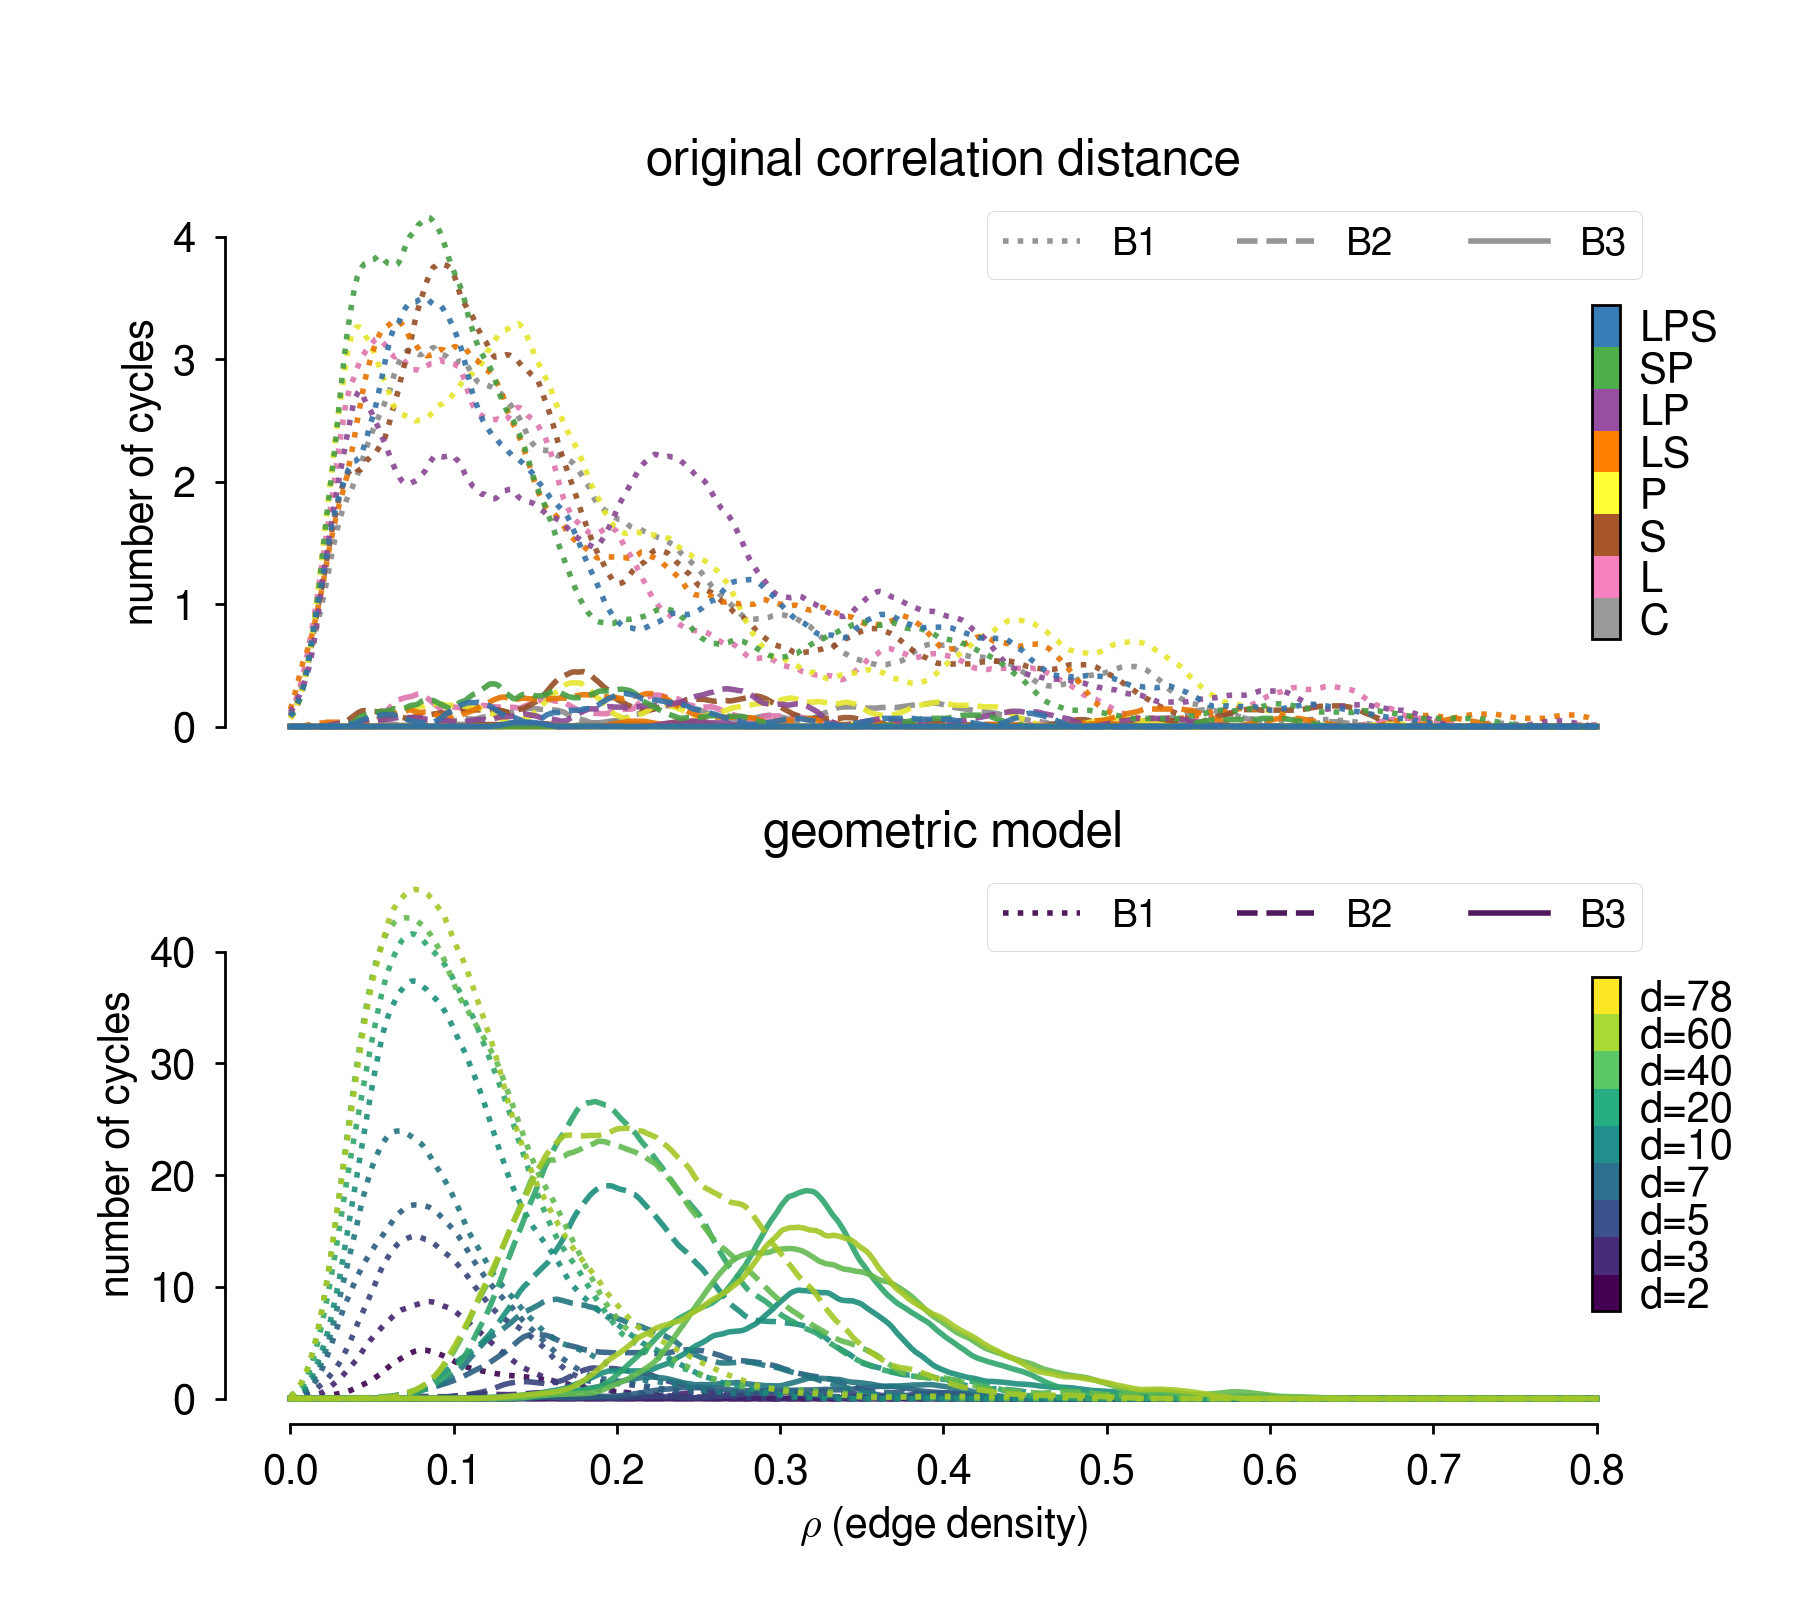 original correlation distance
B1 B2 B3
4
3
2
1
0
number of cycles
LPS
SP
LP
LS
P
S
L
C
geometric model
B1 B2 B3
40
30
20
10
0
number of cycles
d=78
d=60
d=40
d=20
d=10
d=7
d=5
d=3
d=2
0.0 0.1 0.2 0.3 0.4 0.5 0.6 0.7 0.8
ρ (edge density)